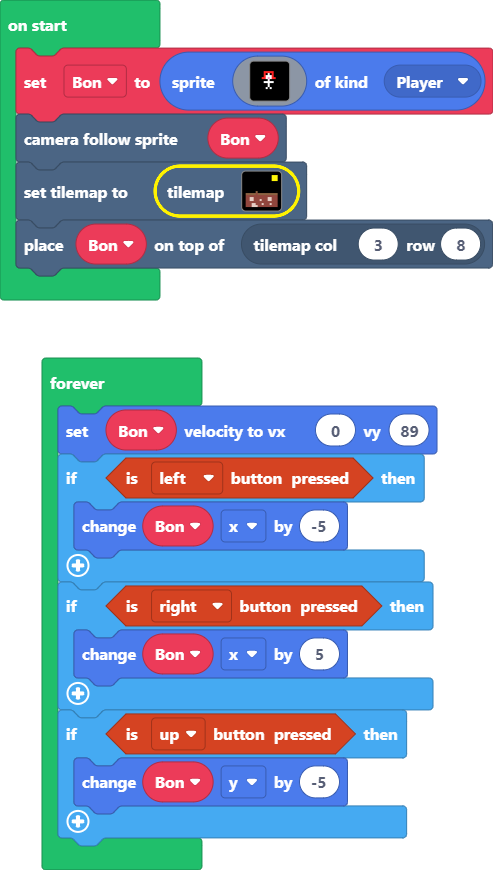 on start
set Bon to sprite of kind Player
camera follow sprite Bon
set tilemap to tilemap
place Bon on top of tilemap col 3 row 8
forever
set Bon velocity to vx 0 vy 89
if is left button pressed then
change Bon x by -5
if is right button pressed then
change Bon x by 5
if is up button pressed then
change Bon y by -5